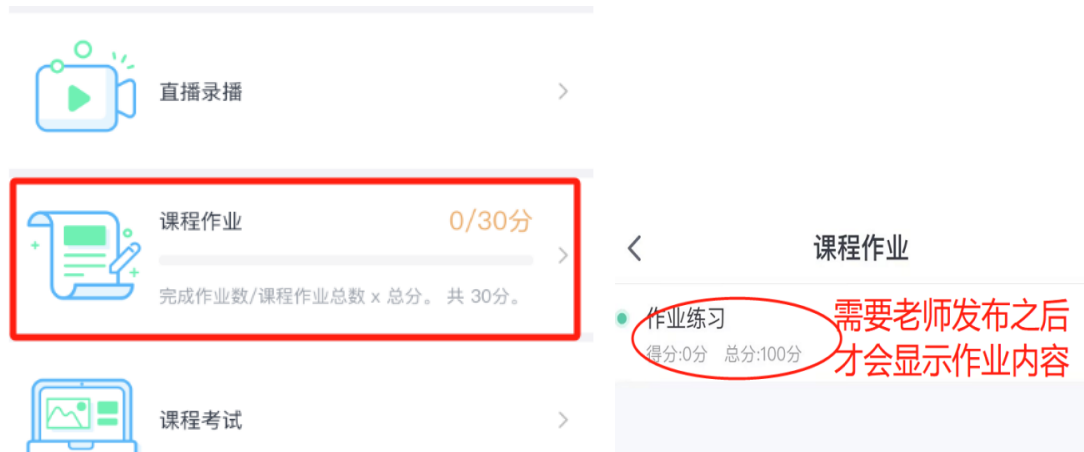 直播录播
课程作业
0/30分
完成作业数/课程作业总数 x 总分。 共 30分。
课程考试
课程作业
作业练习
得分:0分 总分:100分
需要老师发布之后
才会显示作业内容